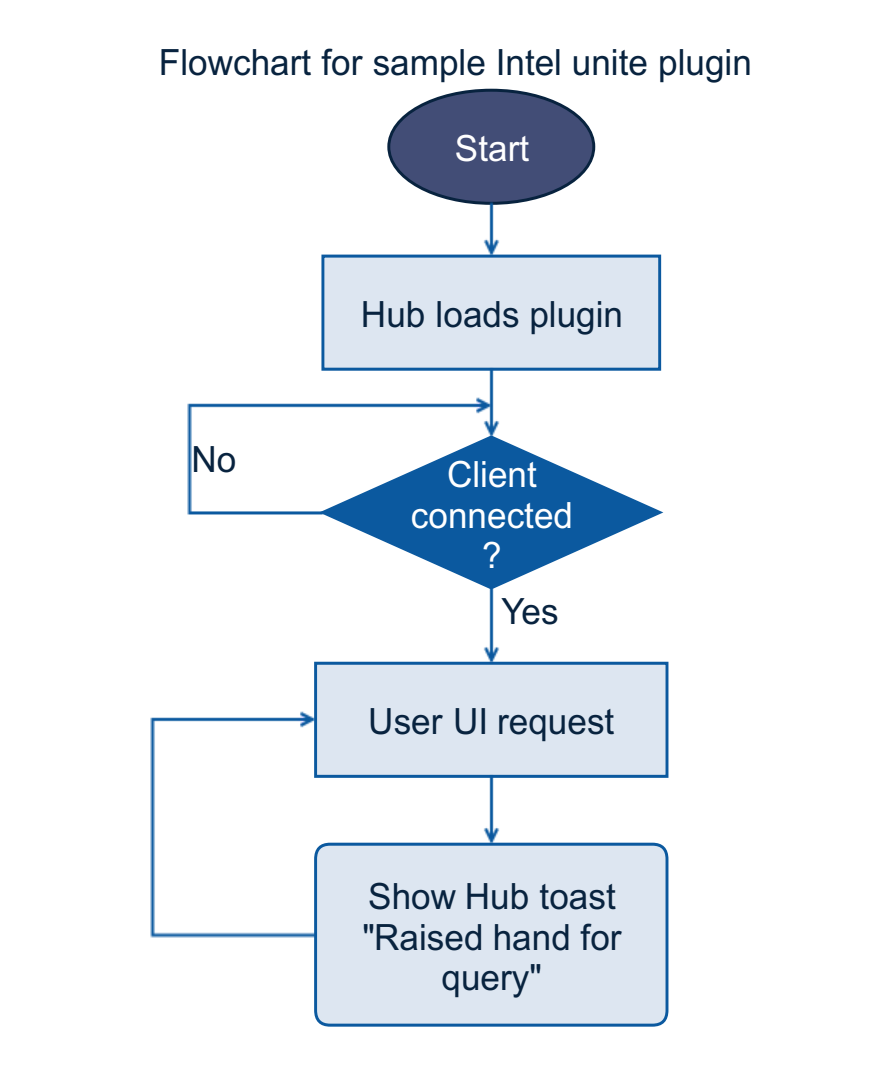 Flowchart for sample Intel unite plugin
Start
Hub loads plugin
No
Client
connected
?
Yes
User UI request
Show Hub toast
"Raised hand for
query"